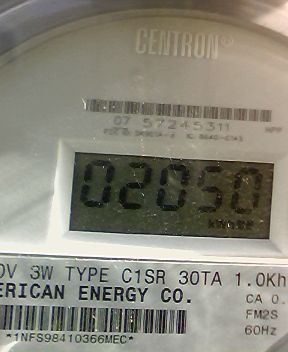 CENTRON®
07 57245311
02050
0V 3W TYPE C1SR 30TA 1.0Kh
ERICAN ENERGY CO.
CA 0.
FM2S
60Hz
*1NFS98410366MEC*